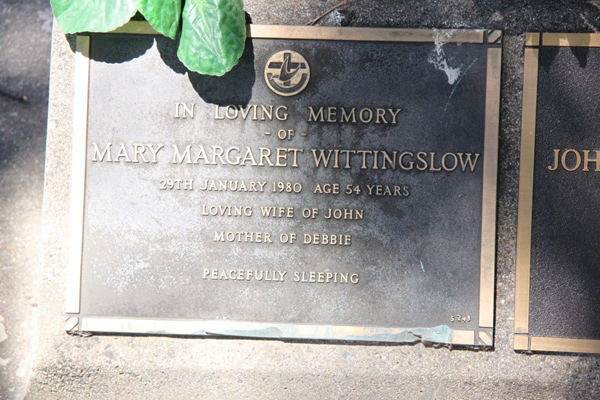 IN LOVING MEMORY
- OF -
MARY MARGARET WITTINGSLOW
29TH JANUARY 1980 AGE 54 YEARS
LOVING WIFE OF JOHN
MOTHER OF DEBBIE
PEACEFULLY SLEEPING
S 243
JOH